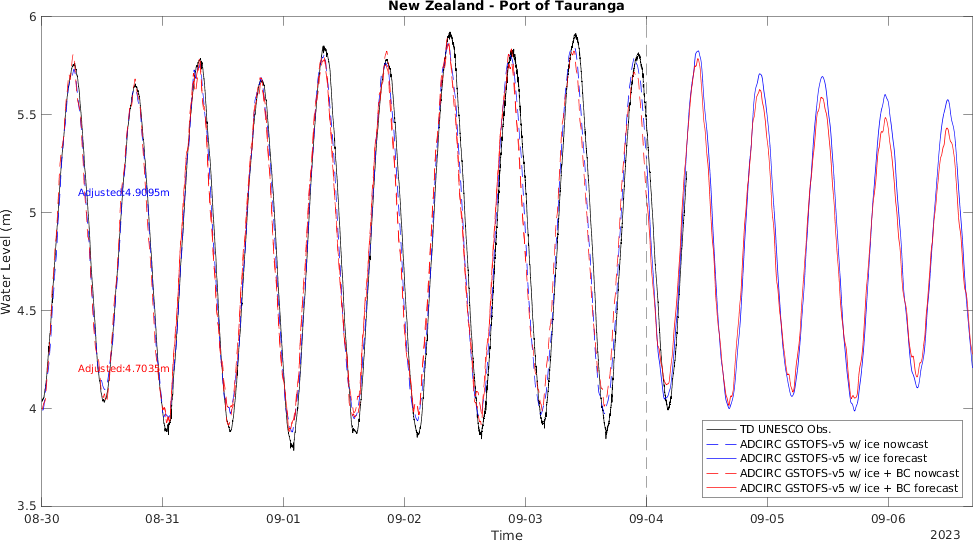 New Zealand - Port of Tauranga
6
5.5
5
4.5
4
3.5
Water Level (m)
Adjusted:4.9095m
Adjusted:4.7035m
TD UNESCO Obs.
ADCIRC GSTOFS-v5 w/ ice nowcast
ADCIRC GSTOFS-v5 w/ ice forecast
ADCIRC GSTOFS-v5 w/ ice + BC nowcast
ADCIRC GSTOFS-v5 w/ ice + BC forecast
08-30 08-31 09-01 09-02 09-03 09-04 09-05 09-06
Time
2023